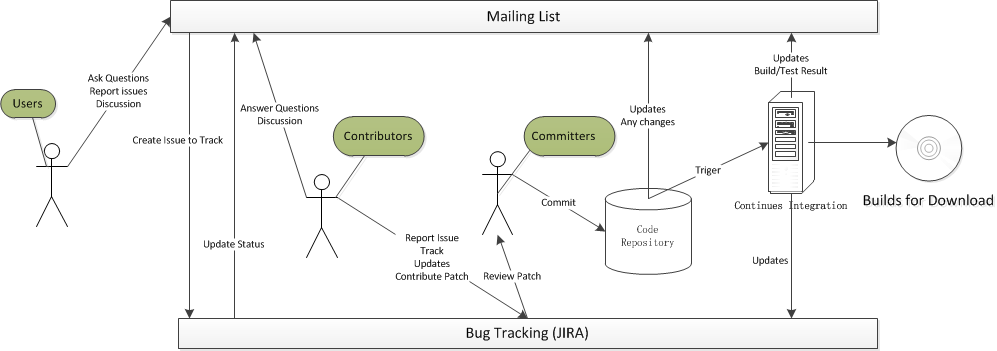 Mailing List
Ask Questions
Report issues
Discussion
Users
Create Issue to Track
Update Status
Answer Questions
Discussion
Contributors
Report Issue
Track
Updates
Contribute Patch
Committers
Commit
Review Patch
Updates
Any changes
Code
Repository
Triger
Updates
Build/Test Result
Continues Integration
Updates
Builds for Download
Bug Tracking (JIRA)